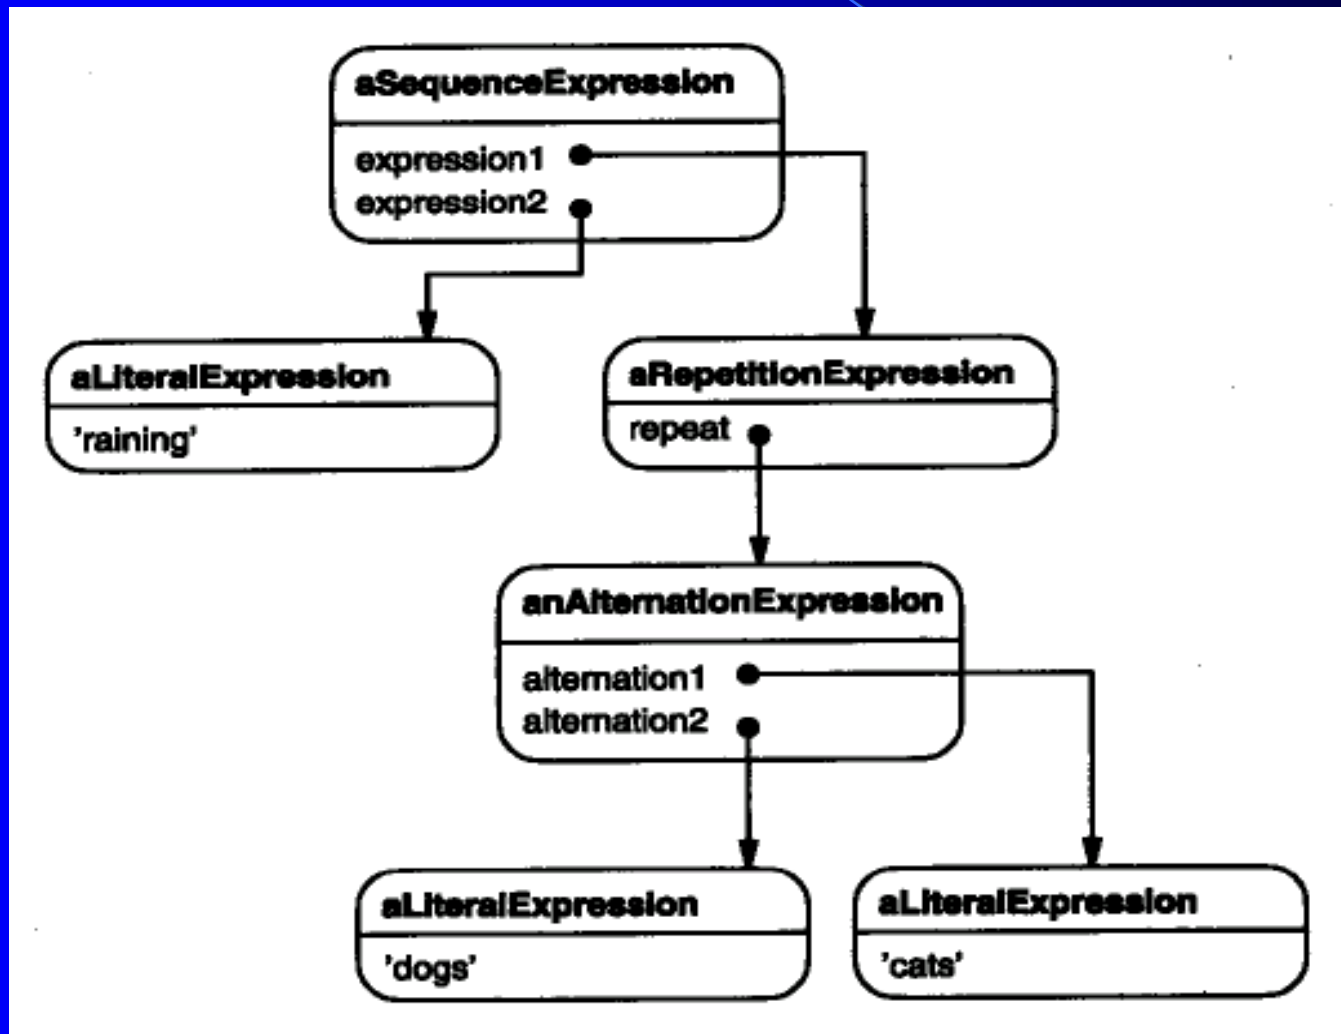 aSequenceExpression
expression1
expression2
aLiteralExpression
'raining'
aRepetitionExpression
repeat
anAlternationExpression
alternation1
alternation2
aLiteralExpression
'dogs'
aLiteralExpression
'cats'